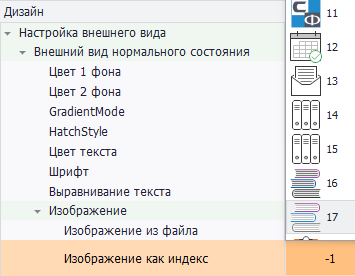 Дизайн
Настройка внешнего вида
Внешний вид нормального состояния
Цвет 1 фона
Цвет 2 фона
GradientMode
HatchStyle
Цвет текста
Шрифт
Выравнивание текста
Изображение
Изображение из файла
Изображение как индекс
-1
11
12
13
14
15
16
17